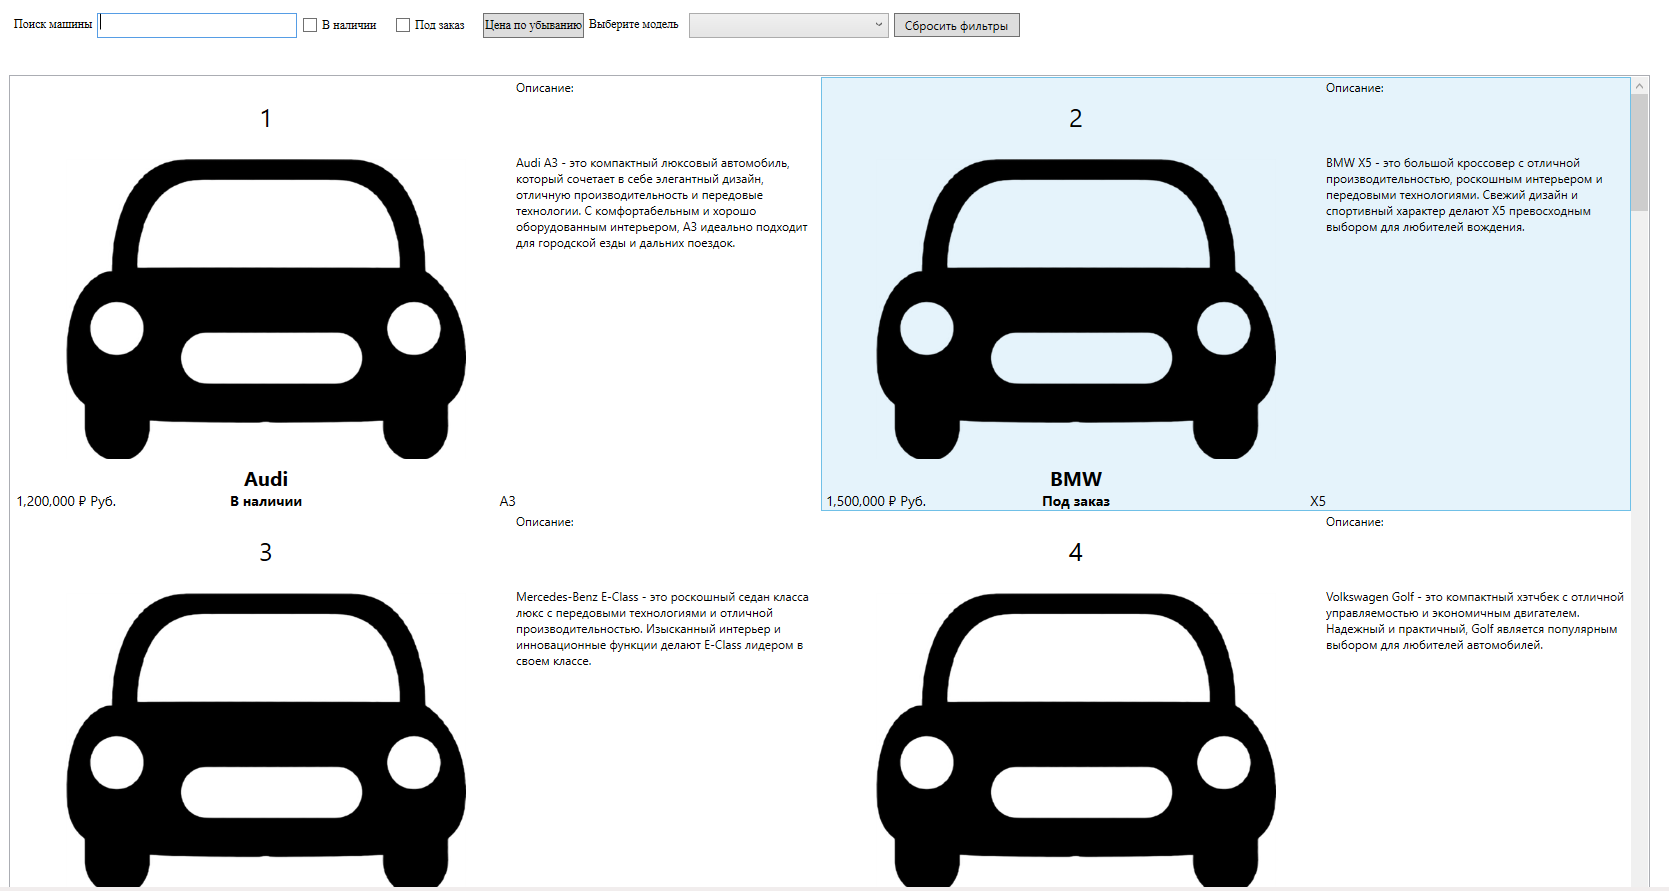 Поиск машины В наличии Под заказ Цена по убыванию Выберите модель Сбросить фильтры
1
Описание:
Audi A3 - это компактный люксовый автомобиль,
который сочетает в себе элегантный дизайн,
отличную производительность и передовые
технологии. С комфортабельным и хорошо
оборудованным интерьером, A3 идеально подходит
для городской езды и дальних поездок.
Audi
1,200,000 ₽ Руб. В наличии A3
2
Описание:
BMW X5 - это большой кроссовер с отличной
производительностью, роскошным интерьером и
передовыми технологиями. Свежий дизайн и
спортивный характер делают X5 превосходным
выбором для любителей вождения.
BMW
1,500,000 ₽ Руб. Под заказ X5
3
Описание:
Mercedes-Benz E-Class - это роскошный седан класса
люкс с передовыми технологиями и отличной
производительностью. Изысканный интерьер и
инновационные функции делают E-Class лидером в
своем классе.
4
Описание:
Volkswagen Golf - это компактный хэтчбек с отличной
управляемостью и экономичным двигателем.
Надежный и практичный, Golf является популярным
выбором для любителей автомобилей.